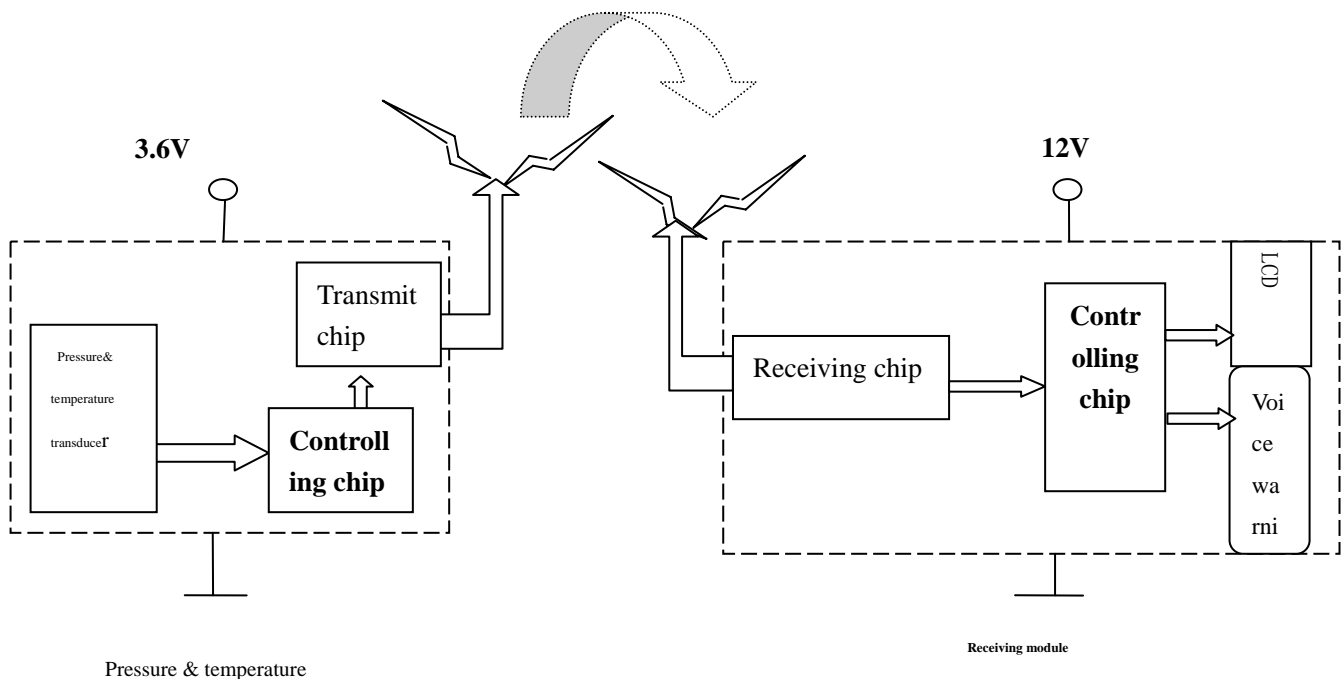 3.6V
12V
Transmit
chip
Pressure&
temperature
transducer
Controll
ing chip
Receiving chip
Contr
olling
chip
LCD
Voi
ce
wa
rni
Receiving module
Pressure & temperature